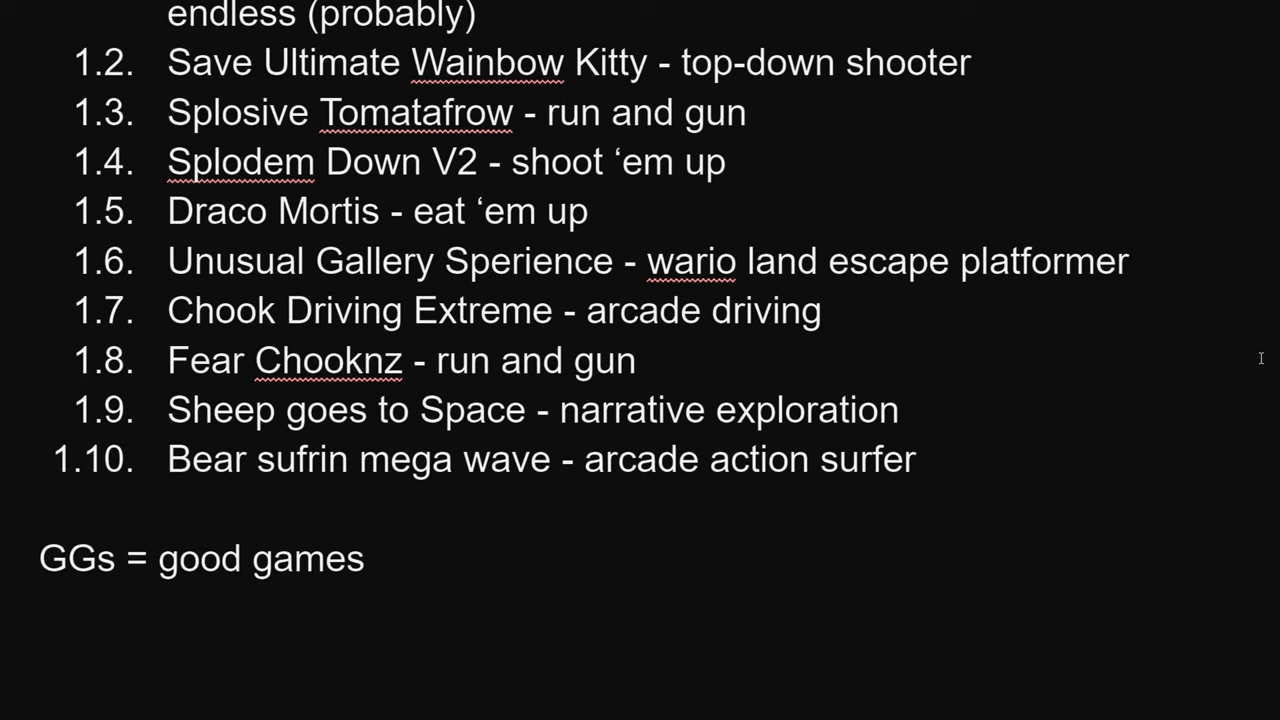 endless (probably)
1.2. Save Ultimate Wainbow Kitty - top-down shooter
1.3. Splosive Tomatafrow - run and gun
1.4. Splodem Down V2 - shoot ‘em up
1.5. Draco Mortis - eat ‘em up
1.6. Unusual Gallery Sperience - wario land escape platformer
1.7. Chook Driving Extreme - arcade driving
1.8. Fear Chooknz - run and gun
1.9. Sheep goes to Space - narrative exploration
1.10. Bear sufrin mega wave - arcade action surfer
GGs = good games